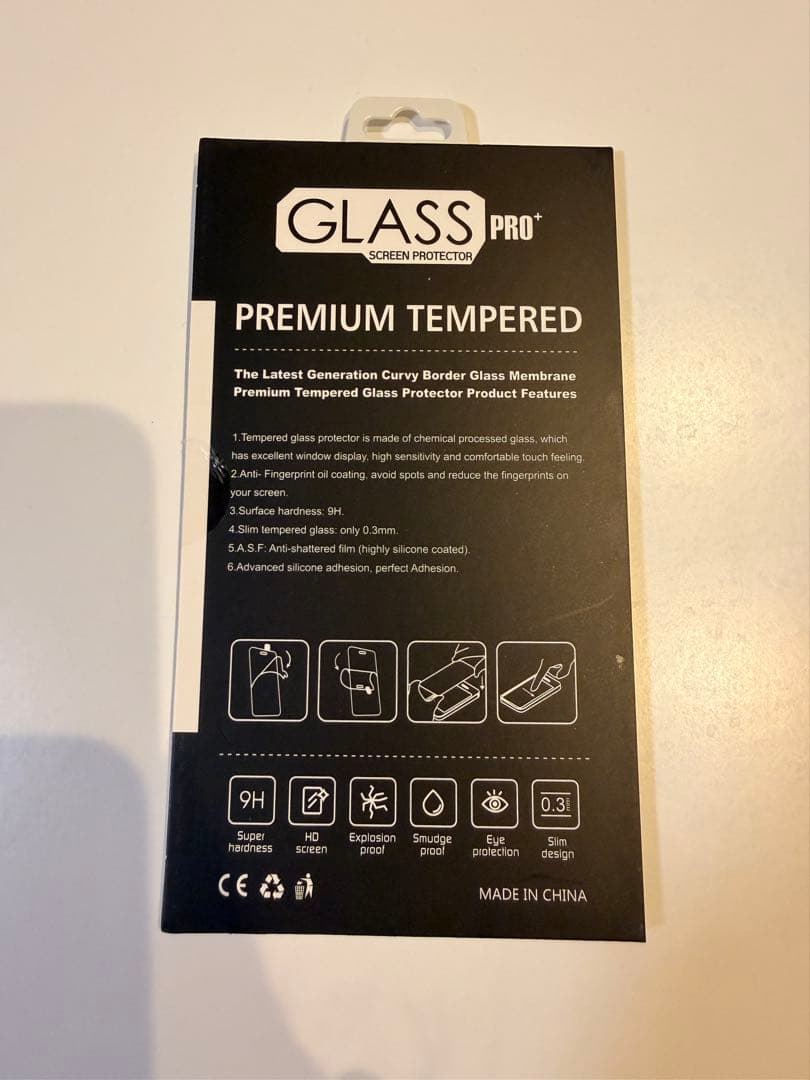 GLASS PRO+
SCREEN PROTECTOR
PREMIUM TEMPERED
The Latest Generation Curvy Border Glass Membrane
Premium Tempered Glass Protector Product Features
1.Tempered glass protector is made of chemical processed glass, which
has excellent window display, high sensitivity and comfortable touch feeling.
2.Anti- Fingerprint oil coating, avoid spots and reduce the fingerprints on
your screen.
3.Surface hardness: 9H.
4.Slim tempered glass: only 0.3mm.
5.A.S.F: Anti-shattered film (highly silicone coated).
6.Advanced silicone adhesion, perfect Adhesion.
9H
0.3 mm
Super HD Explosion Smudge Eye Slim
hardness screen proof proof protection design
CE
MADE IN CHINA